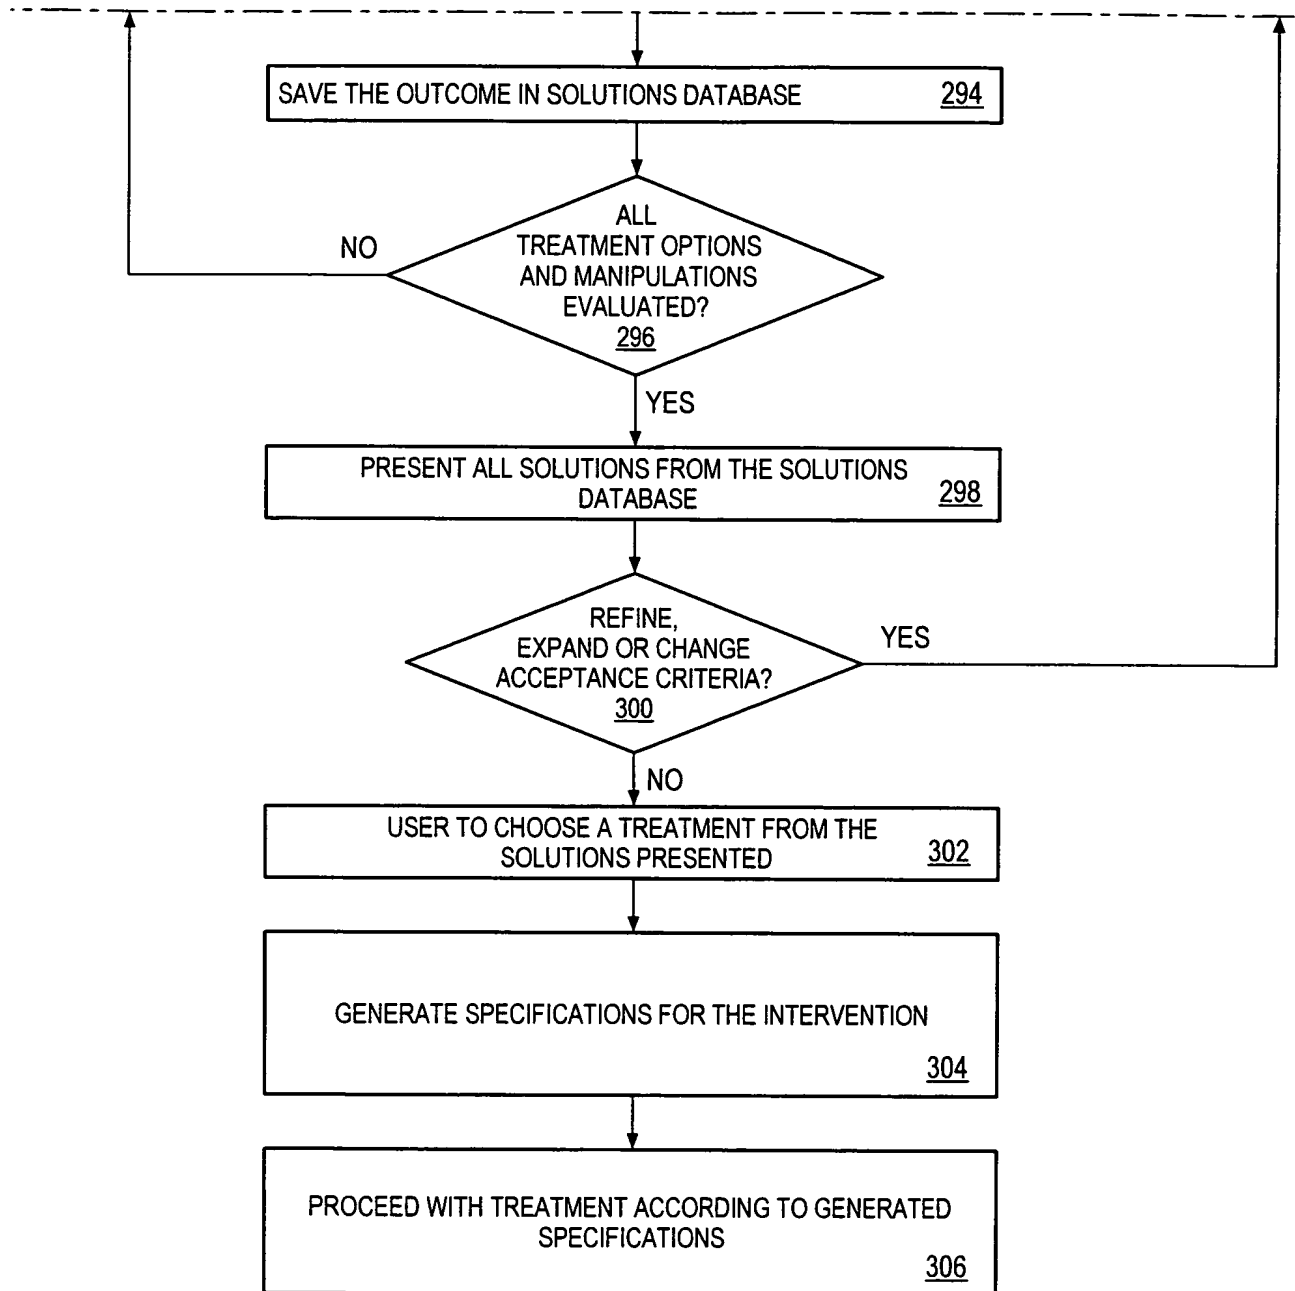 SAVE THE OUTCOME IN SOLUTIONS DATABASE 294
ALL
TREATMENT OPTIONS
AND MANIPULATIONS
EVALUATED?
296
NO
YES
PRESENT ALL SOLUTIONS FROM THE SOLUTIONS
DATABASE
298
REFINE,
EXPAND OR CHANGE
ACCEPTANCE CRITERIA?
300
YES
NO
USER TO CHOOSE A TREATMENT FROM THE
SOLUTIONS PRESENTED
302
GENERATE SPECIFICATIONS FOR THE INTERVENTION
304
PROCEED WITH TREATMENT ACCORDING TO GENERATED
SPECIFICATIONS
306